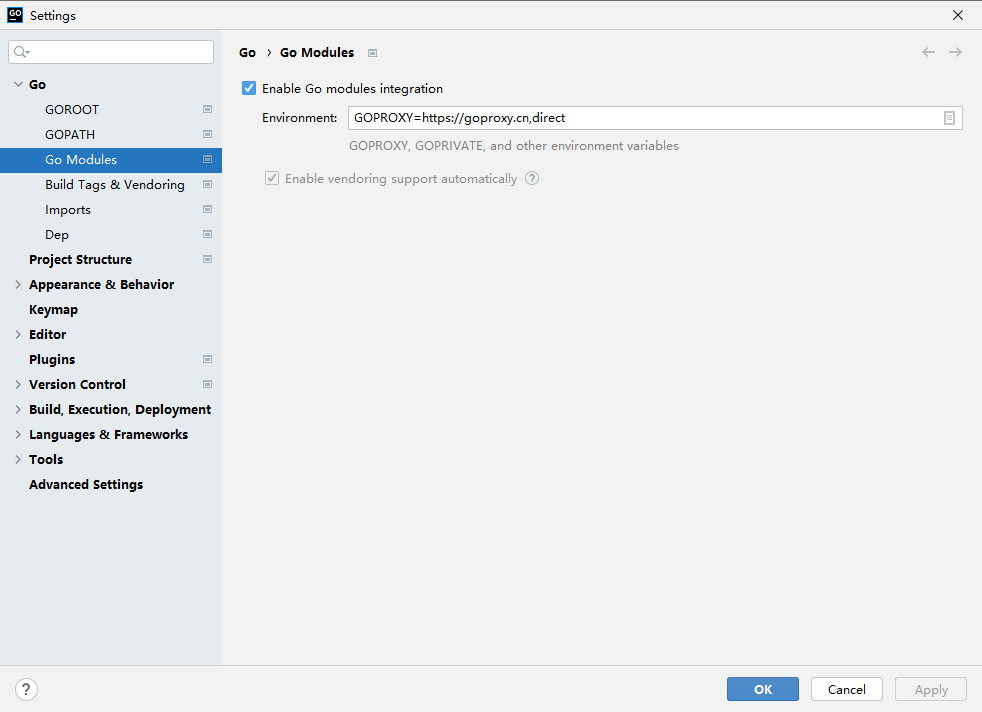 GO
Settings
Go
GOROOT
GOPATH
Go Modules
Build Tags & Vendoring
Imports
Dep
Project Structure
Appearance & Behavior
Keymap
Editor
Plugins
Version Control
Build, Execution, Deployment
Languages & Frameworks
Tools
Advanced Settings
Go › Go Modules
Enable Go modules integration
Environment: GOPROXY=https://goproxy.cn,direct
GOPROXY, GOPRIVATE, and other environment variables
Enable vendoring support automatically ?
? OK Cancel Apply